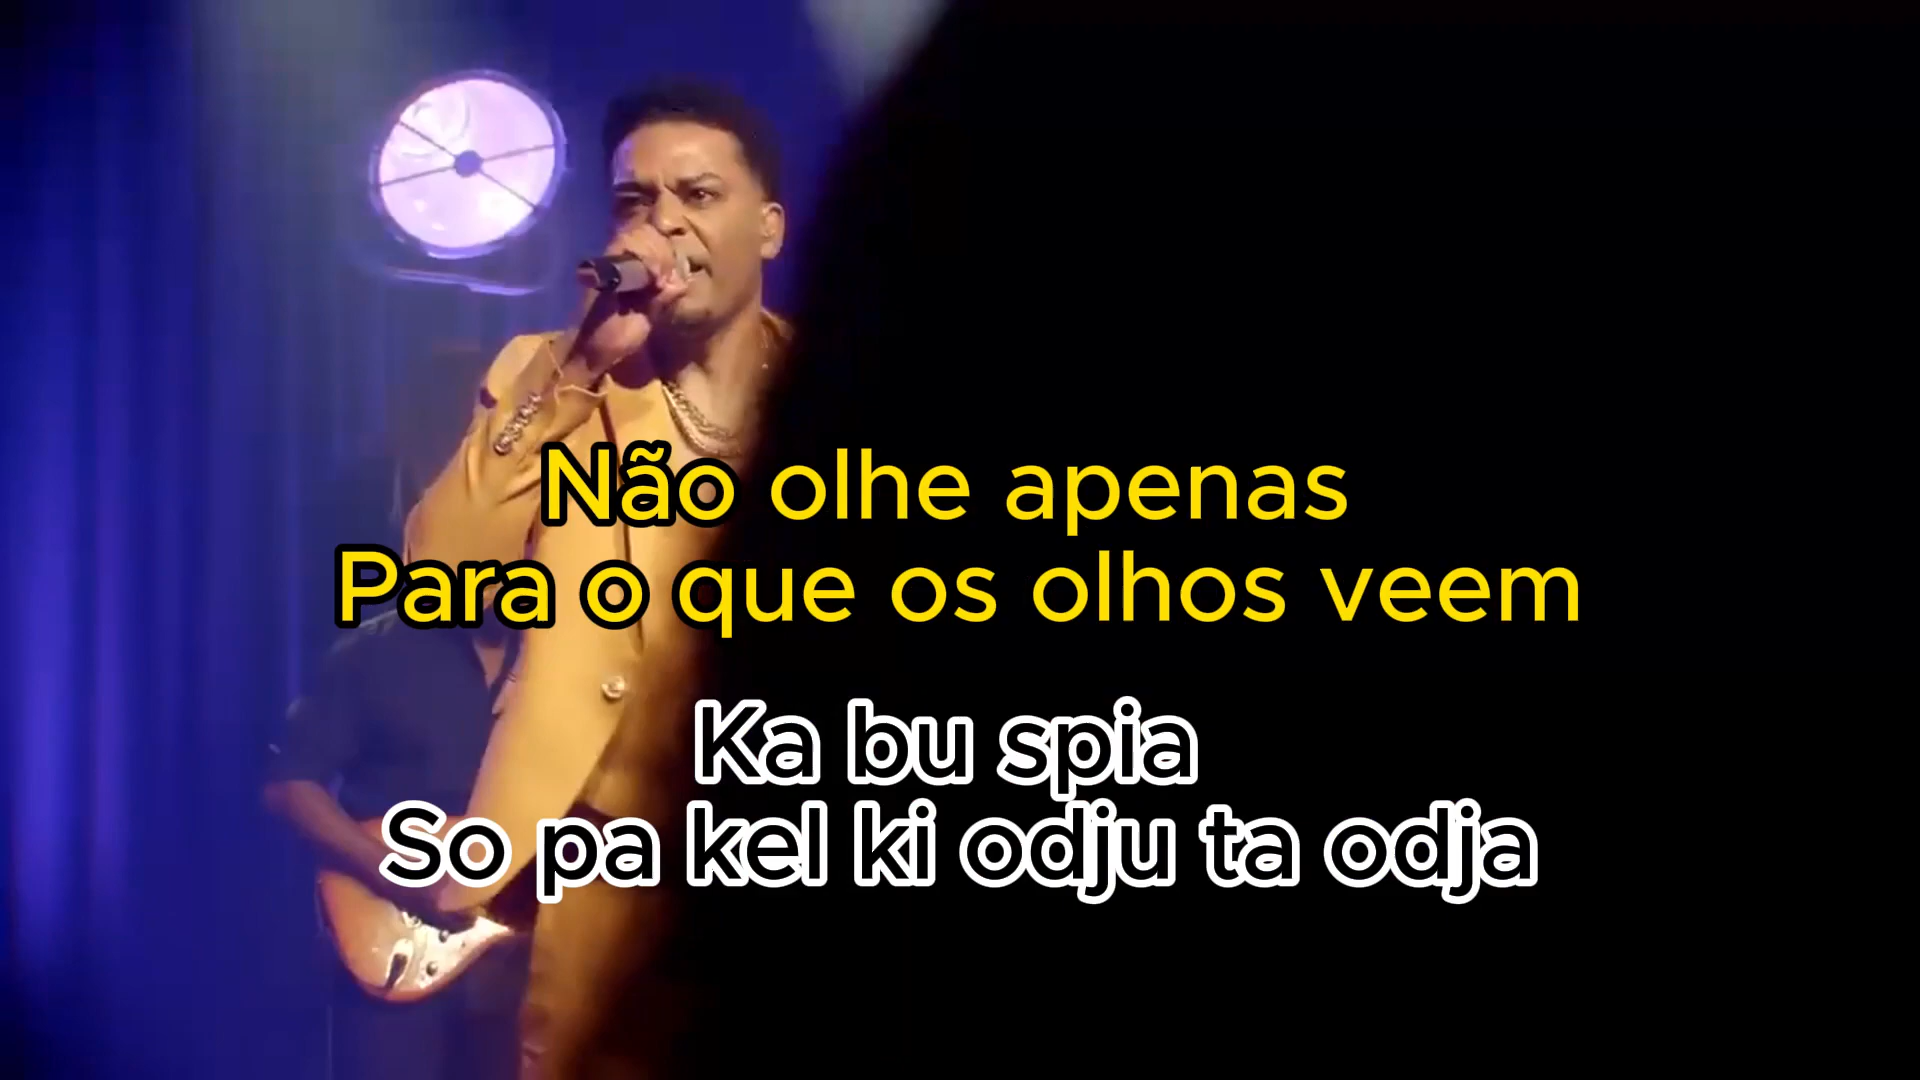 Não olhe apenas
Para o que os olhos veem
Ka bu spia
So pa kel ki odju ta odja